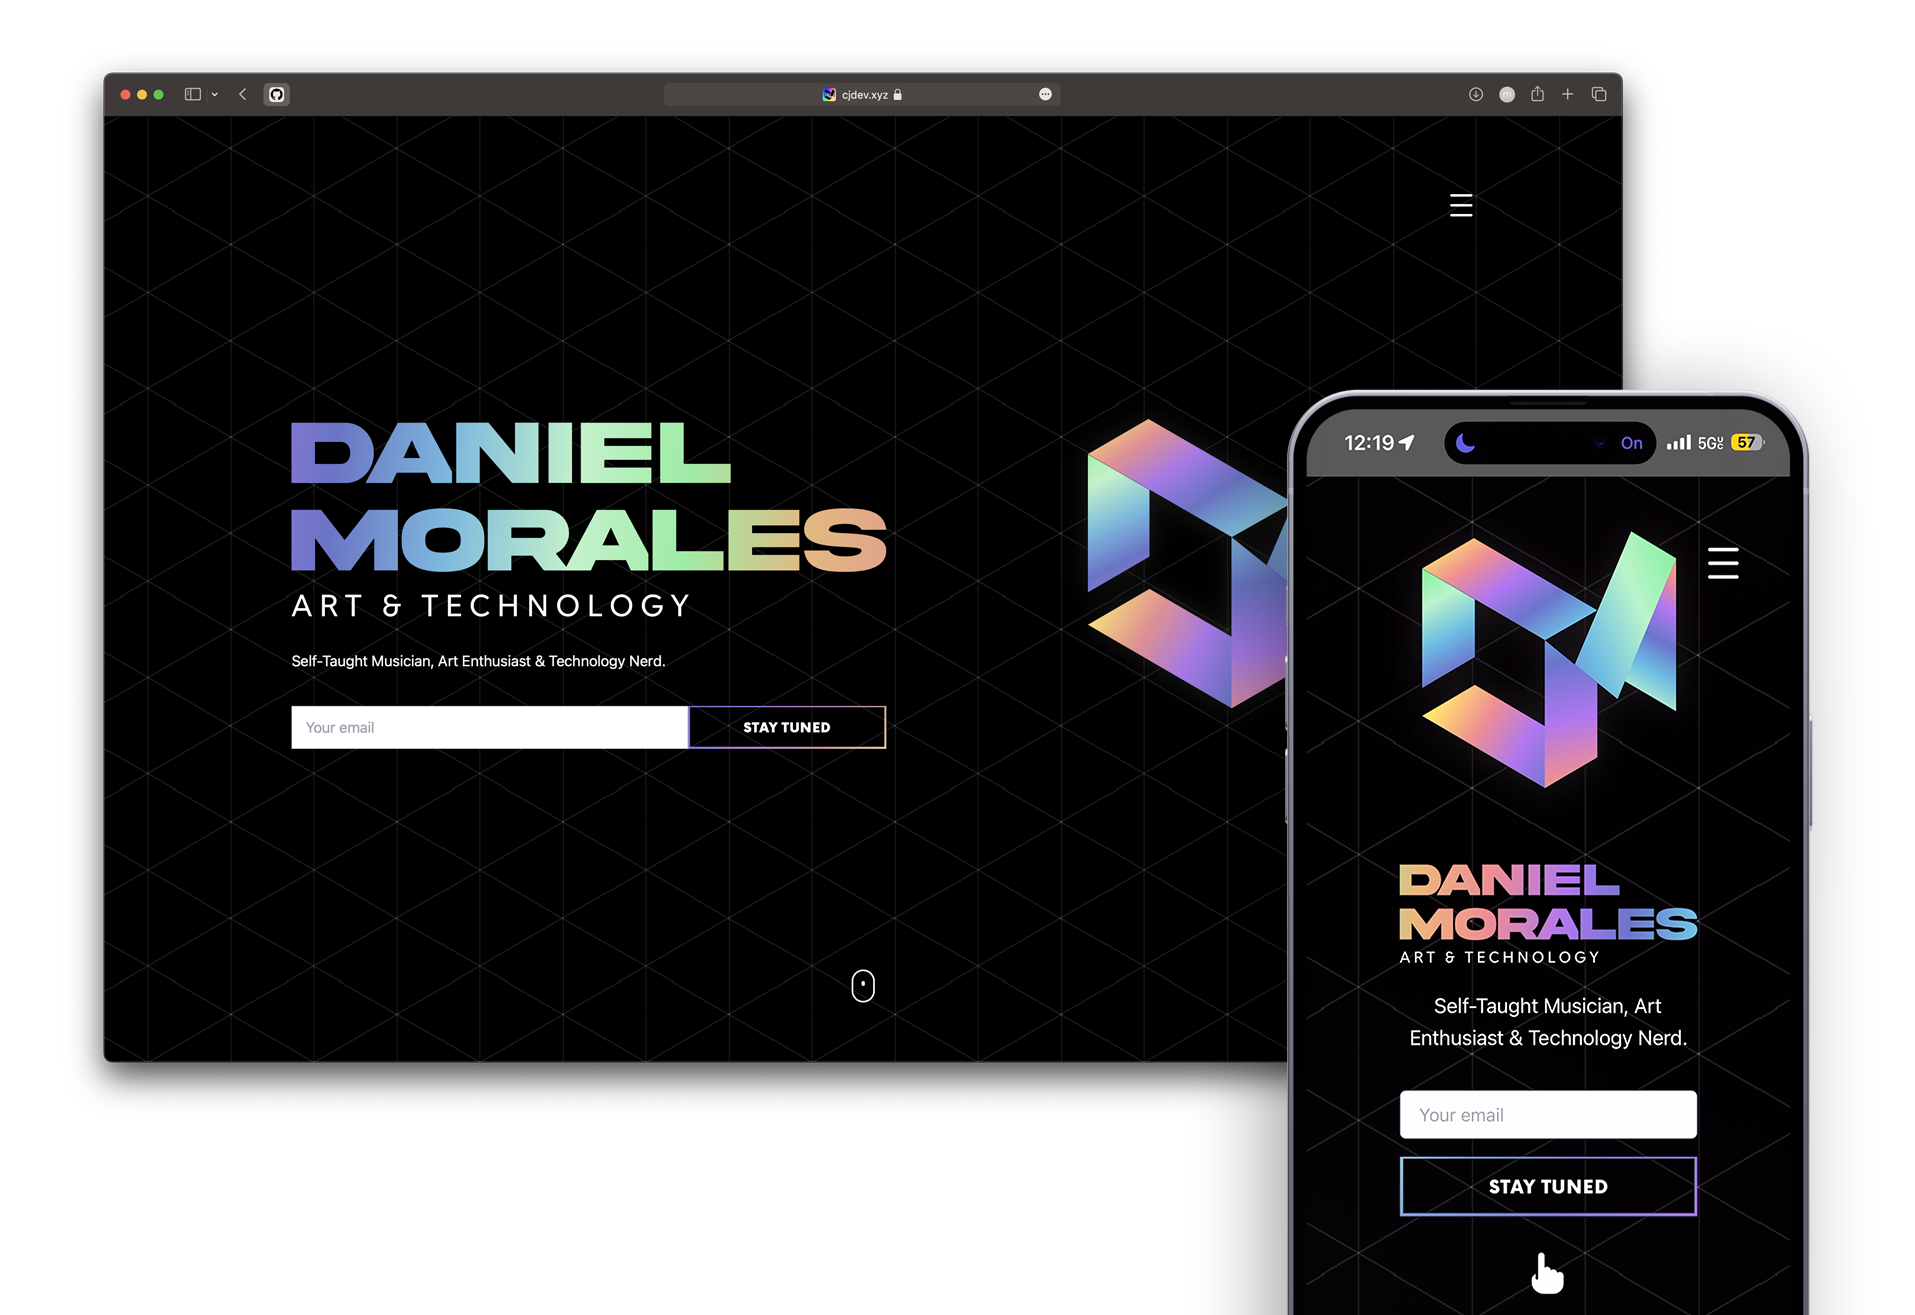 cjdev.xyz
m
DANIEL
MORALES
ART & TECHNOLOGY
Self-Taught Musician, Art Enthusiast & Technology Nerd.
Your email
STAY TUNED
12:19
On
5G
57
DANIEL
MORALES
ART & TECHNOLOGY
Self-Taught Musician, Art
Enthusiast & Technology Nerd.
Your email
STAY TUNED